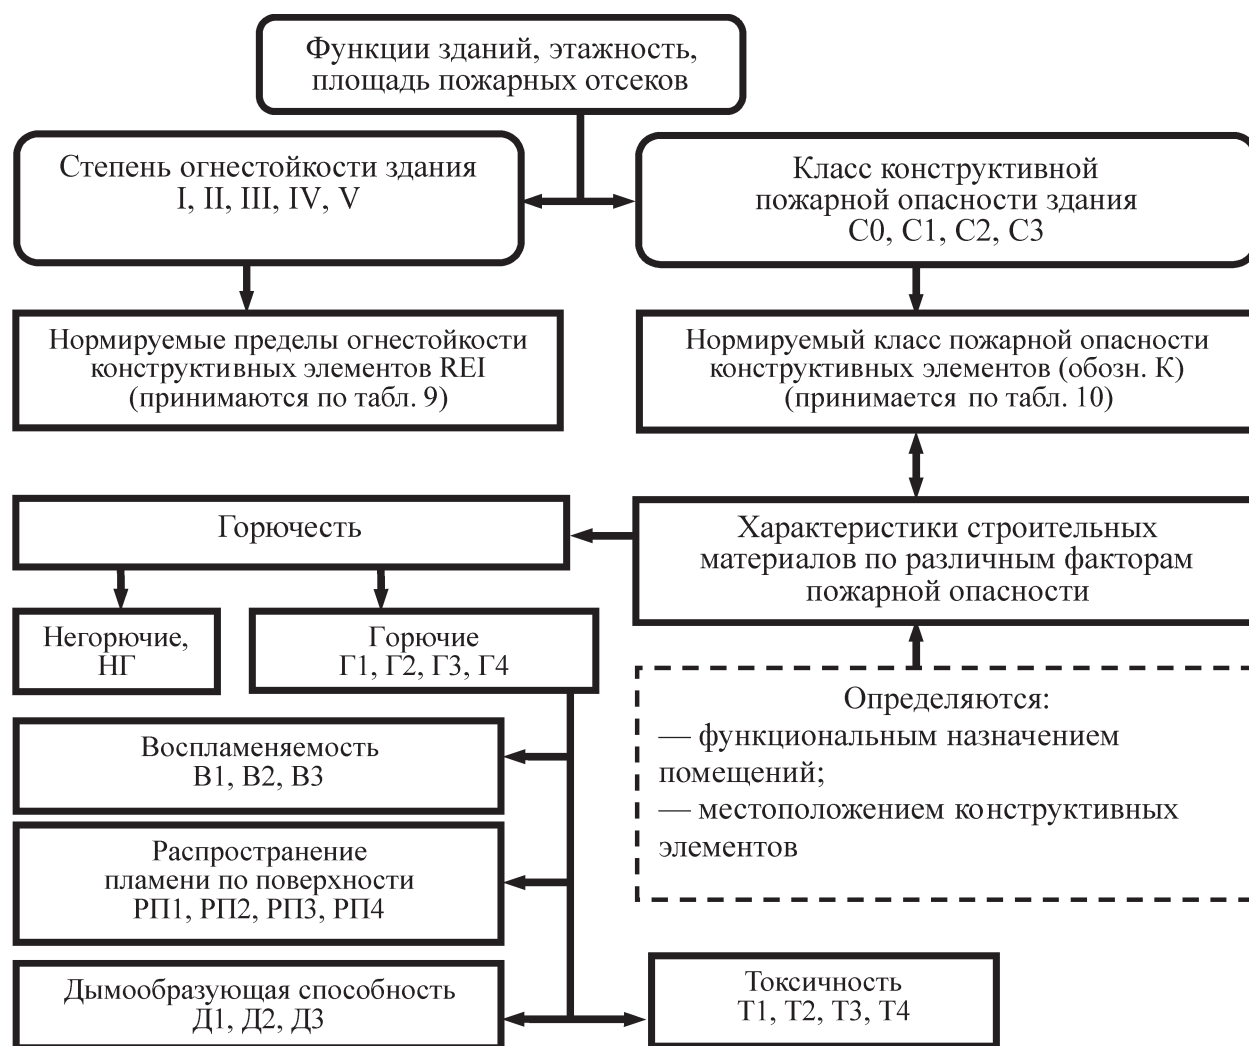 Функции зданий, этажность,
площадь пожарных отсеков
Степень огнестойкости здания
I, II, III, IV, V
Класс конструктивной
пожарной опасности здания
С0, С1, С2, С3
Нормируемые пределы огнестойкости
конструктивных элементов REI
(принимаются по табл. 9)
Нормируемый класс пожарной опасности
конструктивных элементов (обозн. К)
(принимается по табл. 10)
Горючесть
Характеристики строительных
материалов по различным факторам
пожарной опасности
Негорючие,
НГ
Горючие
Г1, Г2, Г3, Г4
Определяются:
— функциональным назначением
помещений;
— местоположением конструктивных
элементов
Воспламеняемость
В1, В2, В3
Распространение
пламени по поверхности
РП1, РП2, РП3, РП4
Дымообразующая способность
Д1, Д2, Д3
Токсичность
Т1, Т2, Т3, Т4